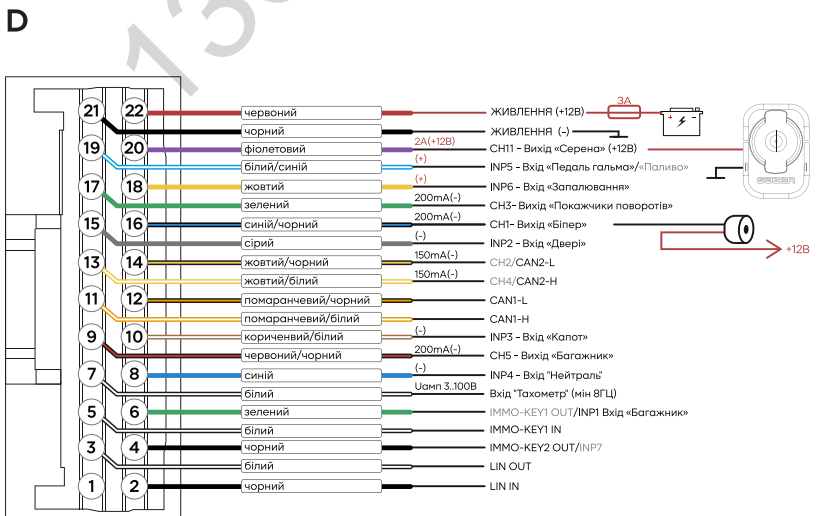 D
21 22 червоний ЖИВЛЕННЯ (+12В) 3А
чорний ЖИВЛЕННЯ (-)
19 20 фіолетовий 2А(+12В) CH11 - Вихід «Серена» (+12В)
білий/синій (+) INP5 - Вхід «Педаль гальма»/«Паливо»
17 18 жовтий (+) INP6 - Вхід «Запалювання»
зелений 200mA(-) CH3- Вихід «Покажчики поворотів»
15 16 синій/чорний 200mA(-) CH1- Вихід «Біпер»
сірий (-) INP2 - Вхід «Двері» +12В
13 14 жовтий/чорний 150mA(-) CH2/CAN2-L
жовтий/білий 150mA(-) CH4/CAN2-H
11 12 помаранчевий/чорний CAN1-L
помаранчевий/білий CAN1-H
9 10 коричневий/білий (-) INP3 - Вхід «Капот»
червоний/чорний 200mA(-) CH5 - Вихід «Багажник»
7 8 синій (-) INP4 - Вхід "Нейтраль"
білий Uамп 3..100В Вхід "Тахометр" (мін 8ГЦ)
5 6 зелений IMMO-KEY1 OUT/INP1 Вхід «Багажник»
білий IMMO-KEY1 IN
3 4 чорний IMMO-KEY2 OUT/INP7
білий LIN OUT
1 2 чорний LIN IN